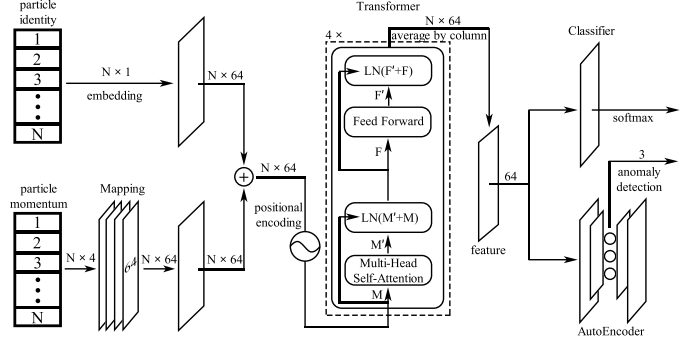 particle
identity
1
2
3
N
N × 1
embedding
N × 64
particle
momentum
1
2
3
N
N × 4
Mapping
64
N × 64
N × 64
+
N × 64
positional
encoding
Transformer
4 ×
N × 64
average by column
LN(F'+F)
F'
Feed Forward
F
LN(M'+M)
M'
Multi-Head
Self-Attention
M
feature
64
Classifier
softmax
3
anomaly
detection
AutoEncoder